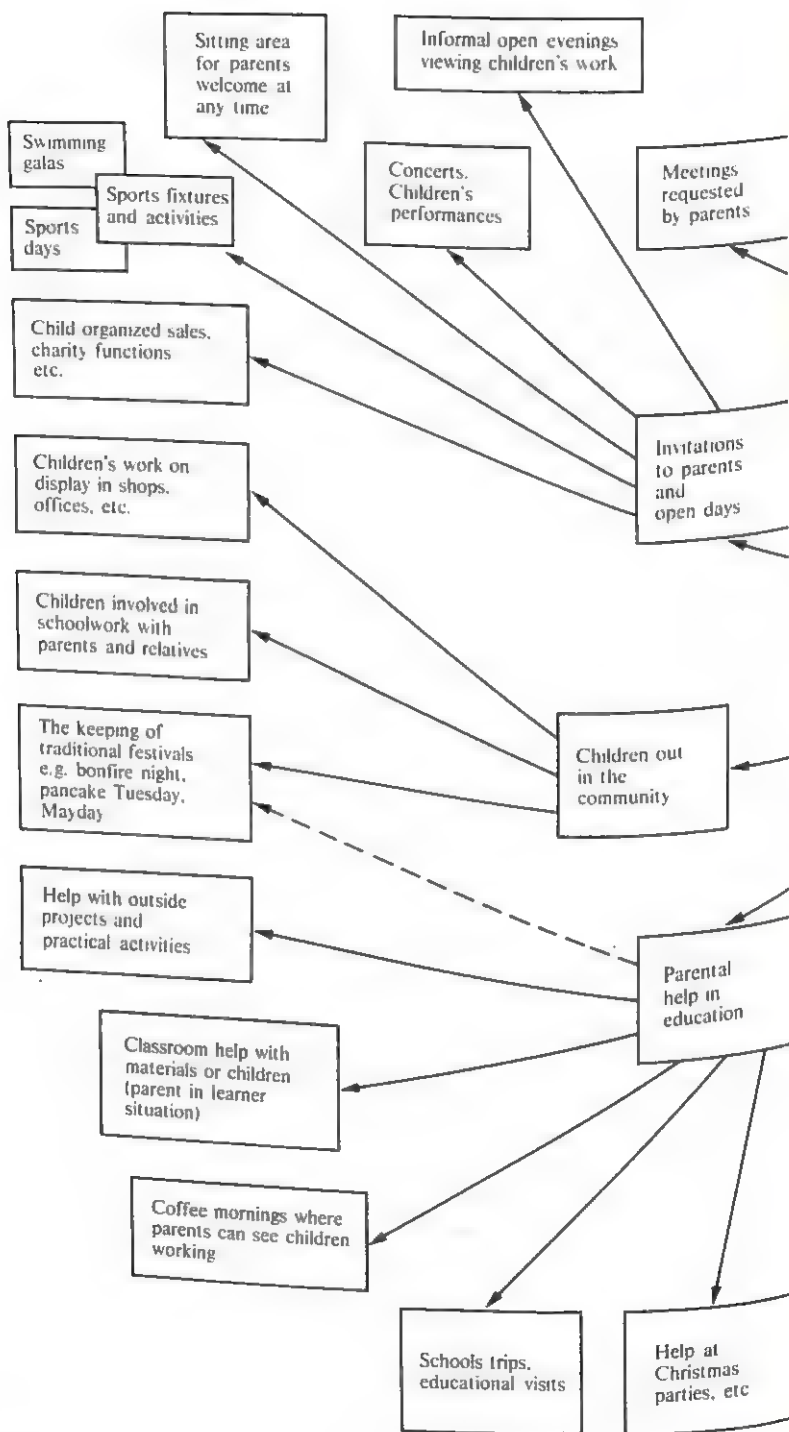 Sitting area
for parents
welcome at
any time
Informal open evenings
viewing children's work
Swimming
galas
Sports fixtures
and activities
Sports
days
Concerts.
Children's
performances
Meetings
requested
by parents
Child organized sales,
charity functions
etc.
Invitations
to parents
and
open days
Children's work on
display in shops,
offices, etc.
Children involved in
schoolwork with
parents and relatives
The keeping of
traditional festivals
e.g. bonfire night,
pancake Tuesday,
Mayday
Children out
in the
community
Help with outside
projects and
practical activities
Parental
help in
education
Classroom help with
materials or children
(parent in learner
situation)
Coffee mornings where
parents can see children
working
Schools trips,
educational visits
Help at
Christmas
parties, etc